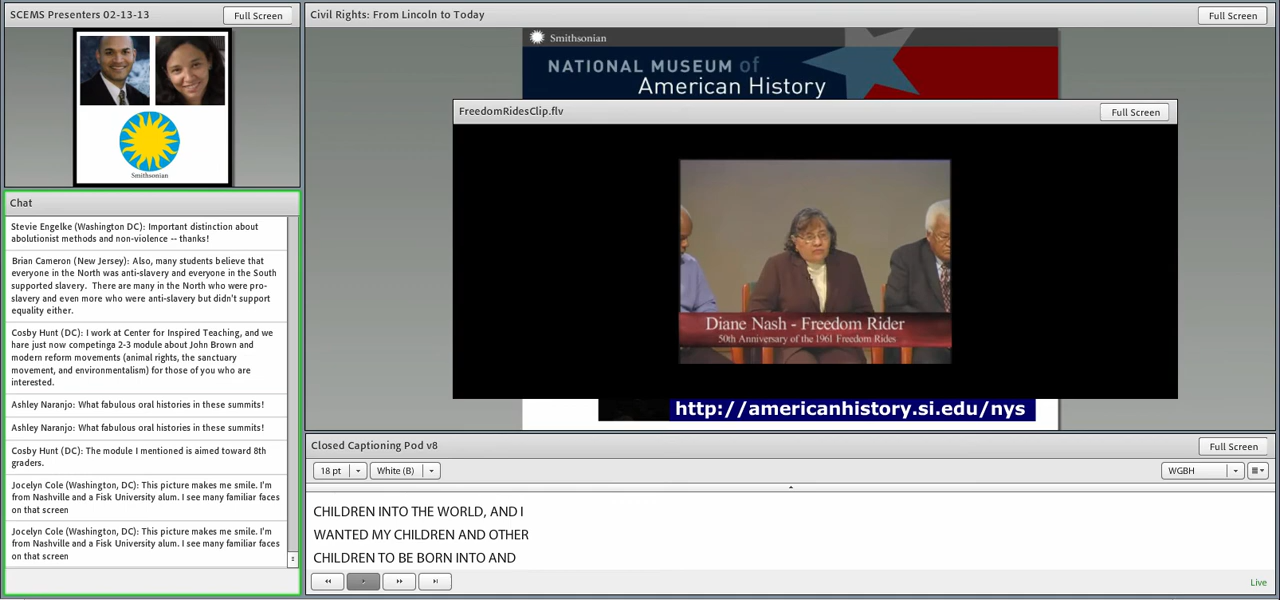 SCEMS Presenters 02-13-13
Full Screen
Smithsonian
Chat
Stevie Engelke (Washington DC): Important distinction about
abolutionist methods and non-violence -- thanks!
Brian Cameron (New Jersey): Also, many students believe that
everyone in the North was anti-slavery and everyone in the South
supported slavery. There are many in the North who were pro-
slavery and even more who were anti-slavery but didn't support
equality either.
Cosby Hunt (DC): I work at Center for Inspired Teaching, and we
hare just now competinga 2-3 module about John Brown and
modern reform movements (animal rights, the sanctuary
movement, and environmentalism) for those of you who are
interested.
Ashley Naranjo: What fabulous oral histories in these summits!
Ashley Naranjo: What fabulous oral histories in these summits!
Cosby Hunt (DC): The module I mentioned is aimed toward 8th
graders.
Jocelyn Cole (Washington, DC): This picture makes me smile. I'm
from Nashville and a Fisk University alum. I see many familiar faces
on that screen
Jocelyn Cole (Washington, DC): This picture makes me smile. I'm
from Nashville and a Fisk University alum. I see many familiar faces
on that screen
Civil Rights: From Lincoln to Today
Full Screen
Smithsonian
NATIONAL MUSEUM of
American History
FreedomRidesClip.flv
Full Screen
Diane Nash - Freedom Rider
50th Anniversary of the 1961 Freedom Rides
http://americanhistory.si.edu/nys
Closed Captioning Pod v8
Full Screen
18 pt
White (B)
WGBH
CHILDREN INTO THE WORLD, AND I
WANTED MY CHILDREN AND OTHER
CHILDREN TO BE BORN INTO AND
Live